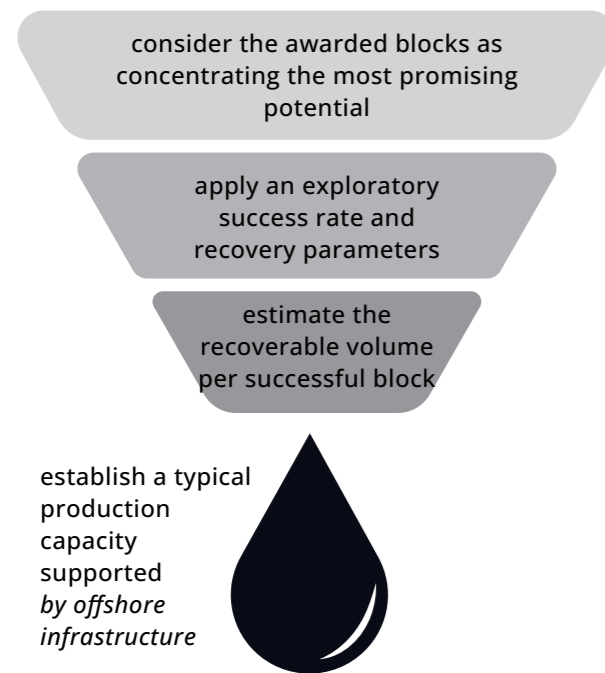 consider the awarded blocks as
concentrating the most promising
potential
apply an exploratory
success rate and
recovery parameters
estimate the
recoverable volume
per successful block
establish a typical
production
capacity
supported
by offshore
infrastructure